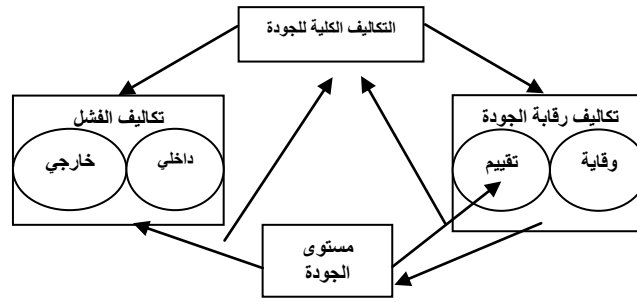 التكاليف الكلية للجودة
تكاليف رقابة الجودة
وقاية
تقييم
تكاليف الفشل
داخلي
خارجي
مستوى
الجودة